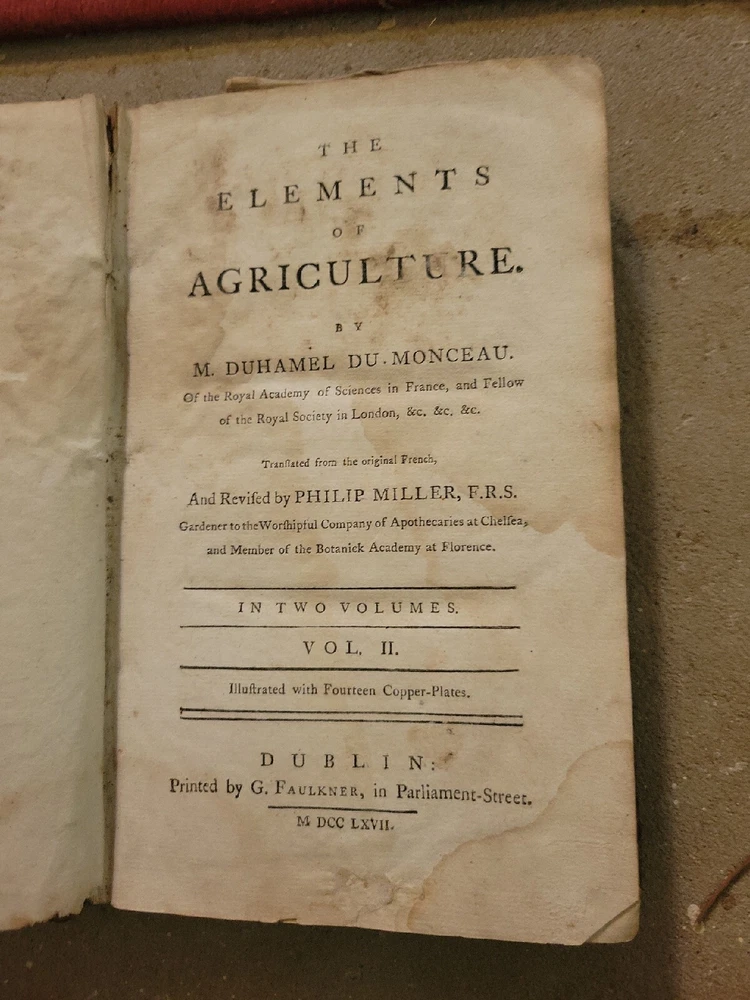 THE
ELEMENTS
OF
AGRICULTURE.
BY
M. DUHAMEL DU MONCEAU.
Of the Royal Academy of Sciences in France, and Fellow
of the Royal Society in London, &c. &c. &c.
Tranſlated from the original French,
And Reviſed by PHILIP MILLER, F.R.S.
Gardener to the Worſhipful Company of Apothecaries at Chelſea,
and Member of the Botanick Academy at Florence.
IN TWO VOLUMES.
VOL. II.
Illuſtrated with Fourteen Copper-Plates.
DUBLIN:
Printed by G. FAULKNER, in Parliament-Street.
M DCC LXVII.